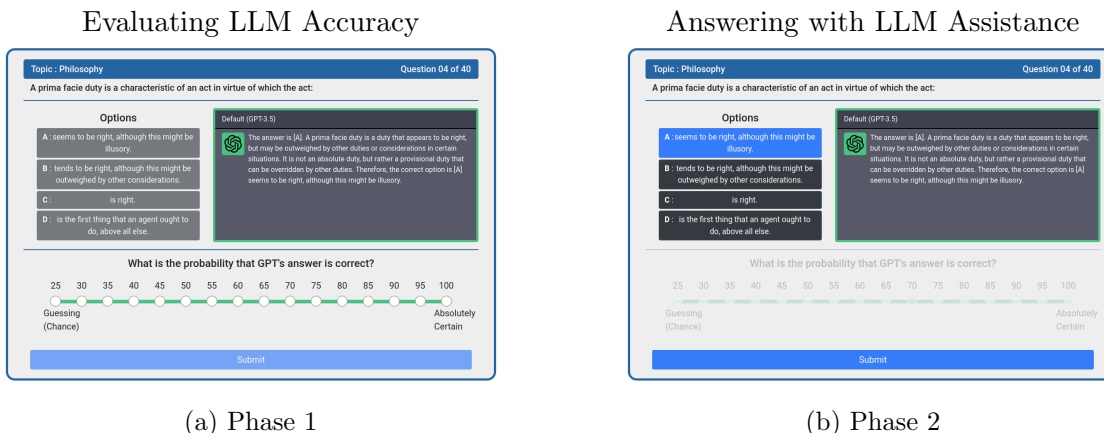 Evaluating LLM Accuracy
Topic : Philosophy Question 04 of 40
A prima facie duty is a characteristic of an act in virtue of which the act:
Options
A : seems to be right, although this might be
illusory.
B : tends to be right, although this might be
outweighed by other considerations.
C : is right.
D : is the first thing that an agent ought to
do, above all else.
Default (GPT-3.5)
The answer is [A]. A prima facie duty is a duty that appears to be right,
but may be outweighed by other duties or considerations in certain
situations. It is not an absolute duty, but rather a provisional duty that
can be overridden by other duties. Therefore, the correct option is [A]
seems to be right, although this might be illusory.
What is the probability that GPT's answer is correct?
25 30 35 40 45 50 55 60 65 70 75 80 85 90 95 100
Guessing
(Chance)
Absolutely
Certain
Submit
(a) Phase 1
Answering with LLM Assistance
Topic : Philosophy Question 04 of 40
A prima facie duty is a characteristic of an act in virtue of which the act:
Options
A : seems to be right, although this might be
illusory.
B : tends to be right, although this might be
outweighed by other considerations.
C : is right.
D : is the first thing that an agent ought to
do, above all else.
Default (GPT-3.5)
The answer is [A]. A prima facie duty is a duty that appears to be right,
but may be outweighed by other duties or considerations in certain
situations. It is not an absolute duty, but rather a provisional duty that
can be overridden by other duties. Therefore, the correct option is [A]
seems to be right, although this might be illusory.
What is the probability that GPT's answer is correct?
25 30 35 40 45 50 55 60 65 70 75 80 85 90 95 100
Guessing
(Chance)
Absolutely
Certain
Submit
(b) Phase 2